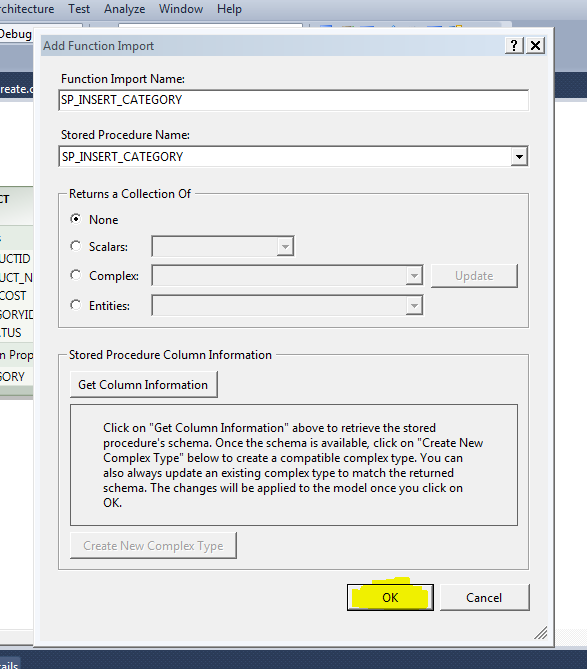 rchitecture Test Analyze Window Help
Debug
Add Function Import
reate.c
Function Import Name:
SP_INSERT_CATEGORY
Stored Procedure Name:
SP_INSERT_CATEGORY
CT
Returns a Collection Of
None
s
Scalars:
UCTID
UCT_N
Complex:
Update
COST
GORYID
Entities:
ATUS
n Prop
Stored Procedure Column Information
GORY
Get Column Information
Click on "Get Column Information" above to retrieve the stored
procedure's schema. Once the schema is available, click on "Create New
Complex Type" below to create a compatible complex type. You can
also always update an existing complex type to match the returned
schema. The changes will be applied to the model once you click on
OK.
Create New Complex Type
OK Cancel
tails